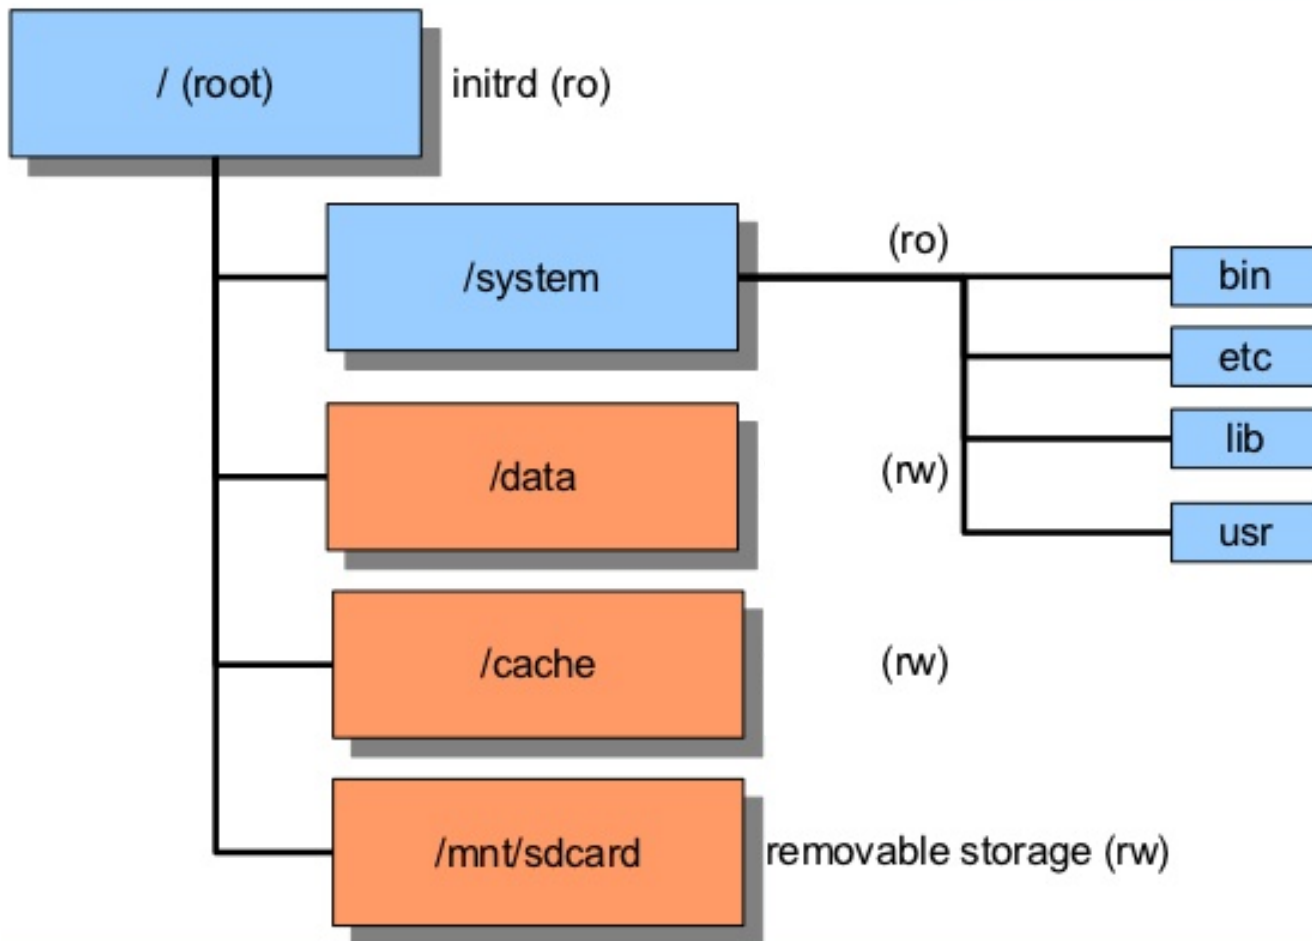 / (root)
initrd (ro)
/system
(ro)
bin
etc
lib
usr
/data
(rw)
/cache
(rw)
/mnt/sdcard
removable storage (rw)